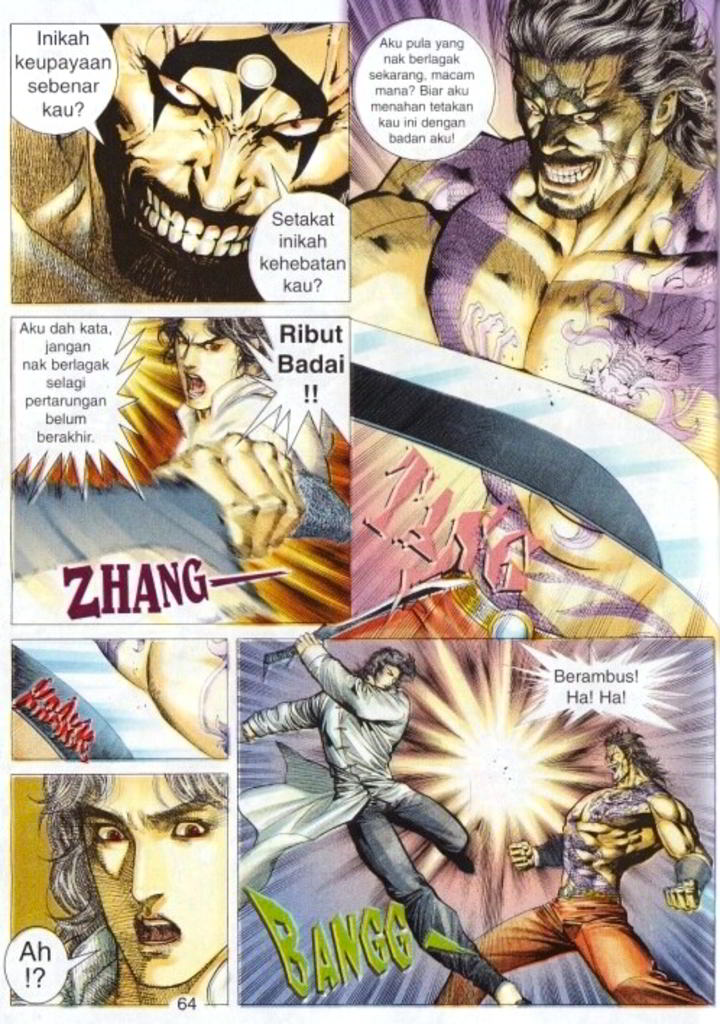 Inikah
keupayaan
sebenar
kau?
Setakat
inikah
kehebatan
kau?
Aku pula yang
nak berlagak
sekarang, macam
mana? Biar aku
menahan tetakan
kau ini dengan
badan aku!
Aku dah kata,
jangan
nak berlagak
selagi
pertarungan
belum
berakhir.
Ribut
Badai
!!
ZHANG
TANG
KRAKK
Ah
!?
Berambus!
Ha! Ha!
BANGG
64